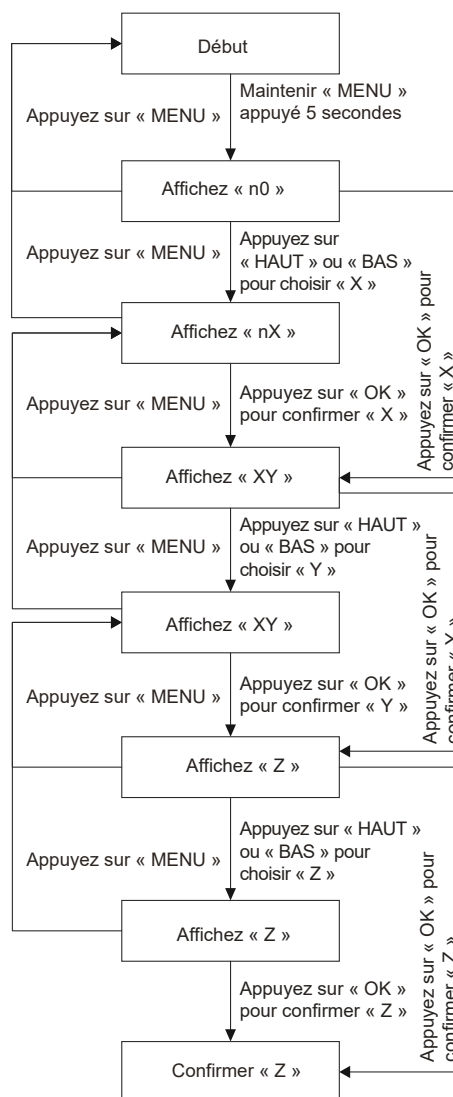 Début
Appuyez sur « MENU »
Maintenir « MENU »
appuyé 5 secondes
Affichez « n0 »
Appuyez sur « MENU »
Appuyez sur
« HAUT » ou « BAS »
pour choisir « X »
Affichez « nX »
Appuyez sur « MENU »
Appuyez sur « OK »
pour confirmer « X »
Appuyez sur « OK » pour
confirmer « X »
Affichez « XY »
Appuyez sur « MENU »
Appuyez sur « HAUT »
ou « BAS » pour
choisir « Y »
Affichez « XY »
Appuyez sur « MENU »
Appuyez sur « OK »
pour confirmer « Y »
Appuyez sur « OK » pour
confirmer « X »
Affichez « Z »
Appuyez sur « MENU »
Appuyez sur « HAUT »
ou « BAS » pour
choisir « Z »
Affichez « Z »
Appuyez sur « OK »
pour confirmer « Z »
Appuyez sur « OK » pour
confirmer « Z »
Confirmer « Z »